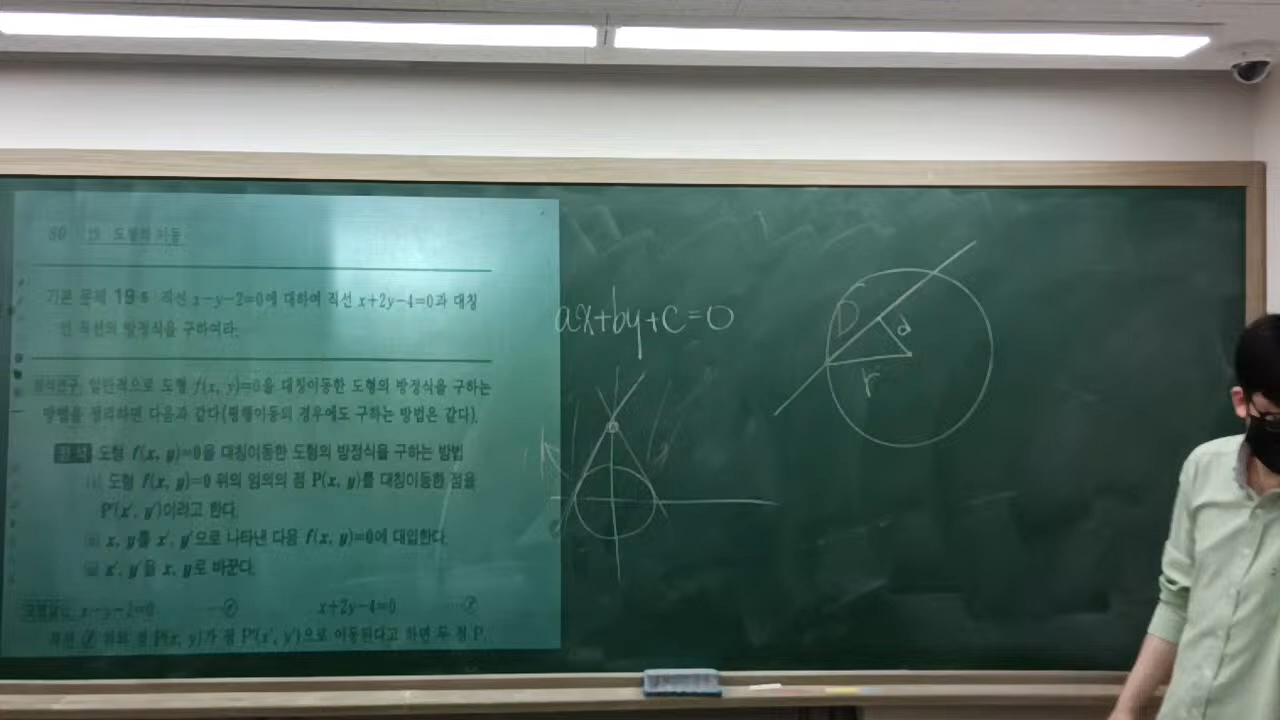 80 19. 도형의 이동
기본 문제 19·6 직선 x-y-2=0에 대하여 직선 x+2y-4=0과 대칭
인 직선의 방정식을 구하여라.
정석연구 일반적으로 도형 f(x, y)=0을 대칭이동한 도형의 방정식을 구하는
방법을 정리하면 다음과 같다(평행이동의 경우에도 구하는 방법은 같다).
정석 도형 f(x, y)=0을 대칭이동한 도형의 방정식을 구하는 방법
(i) 도형 f(x, y)=0 위의 임의의 점 P(x, y)를 대칭이동한 점을
P'(x', y')이라고 한다.
(ii) x, y를 x', y'으로 나타낸 다음 f(x, y)=0에 대입한다.
(iii) x', y'을 x, y로 바꾼다.
모범답안 x-y-2=0 ······② x+2y-4=0 ······②
직선 ② 위의 점 P(x, y)가 점 P'(x', y')으로 이동된다고 하면 두 점 P,
ax+by+c=0
D
d
r